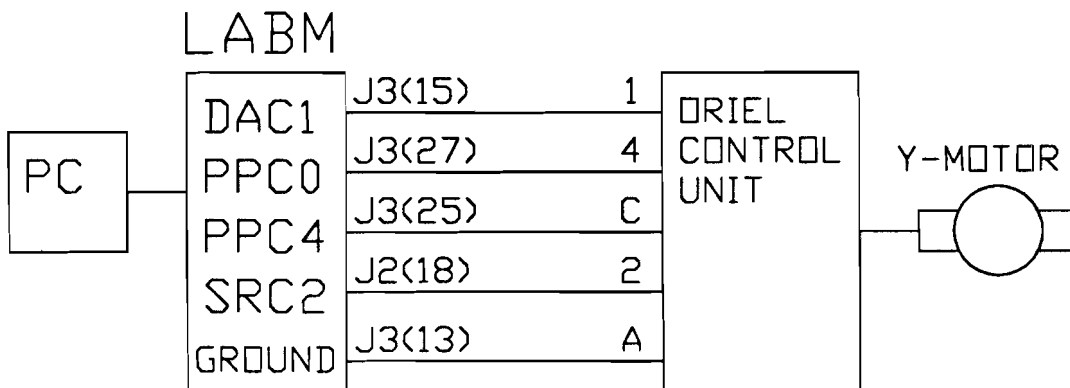 LABM
J3(15) 1
DAC1
ORIEL
CONTROL
UNIT
J3(27) 4
PPC0
PC
Y-MOTOR
J3(25) C
PPC4
J2(18) 2
SRC2
J3(13) A
GROUND